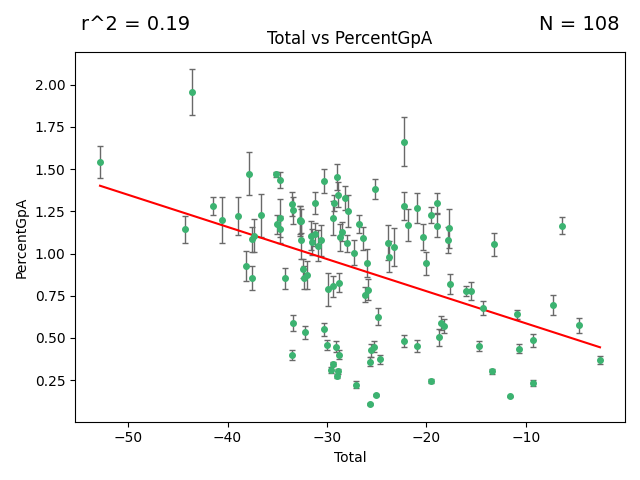 r^2 = 0.19
N = 108
Total vs PercentGpA
2.00
1.75
1.50
1.25
1.00
0.75
0.50
0.25
PercentGpA
−50
−40
−30
−20
−10
Total